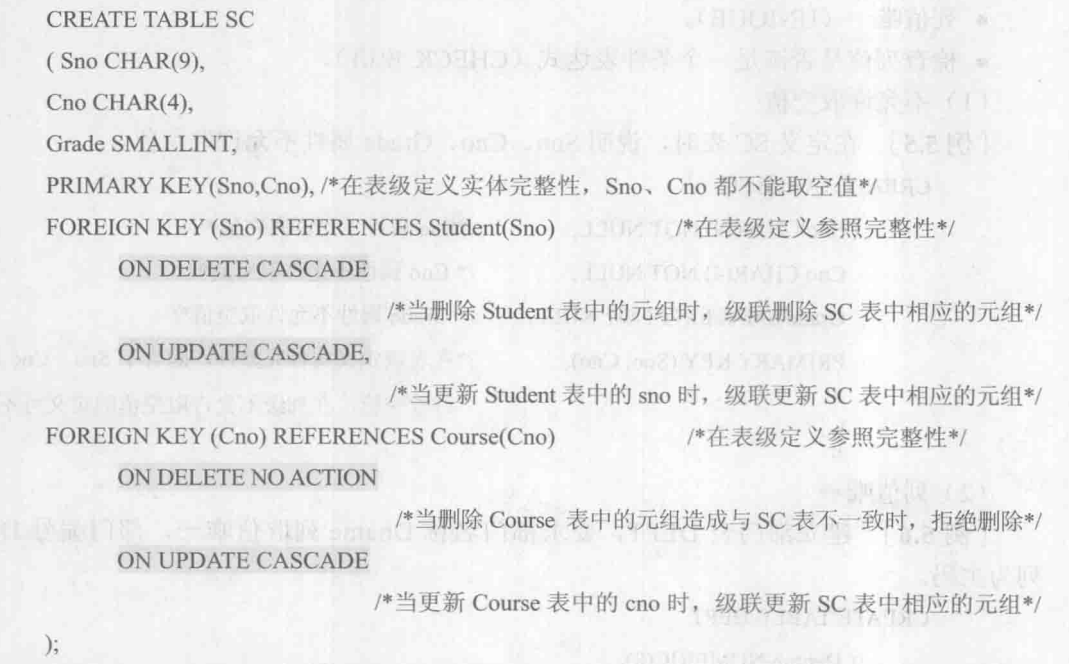 CREATE TABLE SC
( Sno CHAR(9),
Cno CHAR(4),
Grade SMALLINT,
PRIMARY KEY(Sno,Cno), /*在表级定义实体完整性，Sno、Cno 都不能取空值*/
FOREIGN KEY (Sno) REFERENCES Student(Sno) /*在表级定义参照完整性*/
ON DELETE CASCADE
/*当删除 Student 表中的元组时，级联删除 SC 表中相应的元组*/
ON UPDATE CASCADE,
/*当更新 Student 表中的 sno 时，级联更新 SC 表中相应的元组*/
FOREIGN KEY (Cno) REFERENCES Course(Cno) /*在表级定义参照完整性*/
ON DELETE NO ACTION
/*当删除 Course 表中的元组造成与 SC 表不一致时，拒绝删除*/
ON UPDATE CASCADE
/*当更新 Course 表中的 cno 时，级联更新 SC 表中相应的元组*/
);